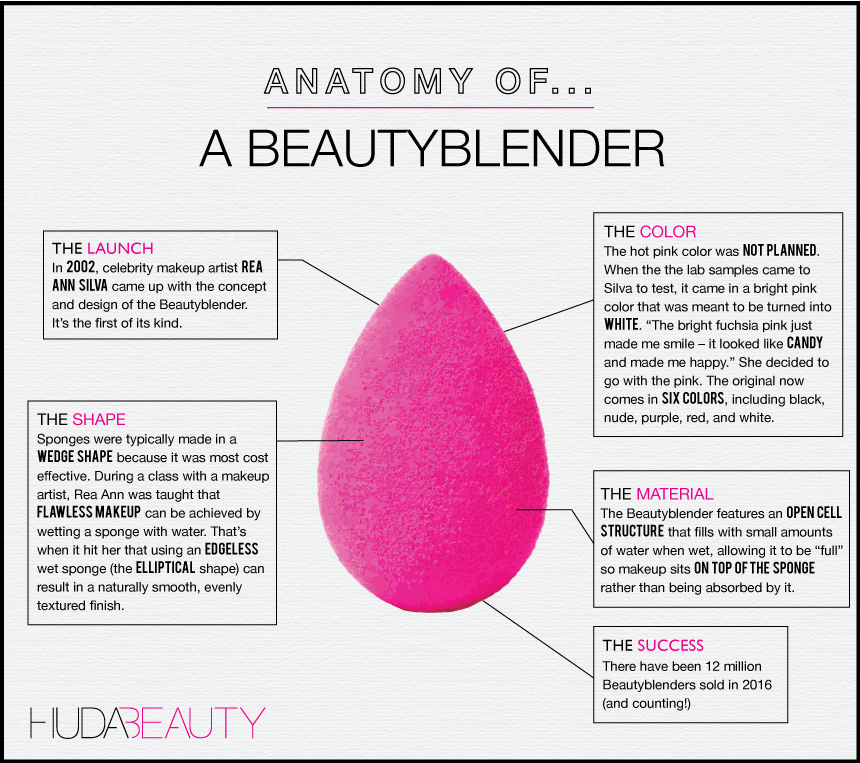 ANATOMY OF...
A BEAUTYBLENDER
THE LAUNCH
In 2002, celebrity makeup artist REA
ANN SILVA came up with the concept
and design of the Beautyblender.
It's the first of its kind.
THE SHAPE
Sponges were typically made in a
WEDGE SHAPE because it was most cost
effective. During a class with a makeup
artist, Rea Ann was taught that
FLAWLESS MAKEUP can be achieved by
wetting a sponge with water. That's
when it hit her that using an EDGELESS
wet sponge (the ELLIPTICAL shape) can
result in a naturally smooth, evenly
textured finish.
THE COLOR
The hot pink color was NOT PLANNED.
When the the lab samples came to
Silva to test, it came in a bright pink
color that was meant to be turned into
WHITE. “The bright fuchsia pink just
made me smile – it looked like CANDY
and made me happy.” She decided to
go with the pink. The original now
comes in SIX COLORS, including black,
nude, purple, red, and white.
THE MATERIAL
The Beautyblender features an OPEN CELL
STRUCTURE that fills with small amounts
of water when wet, allowing it to be “full”
so makeup sits ON TOP OF THE SPONGE
rather than being absorbed by it.
THE SUCCESS
There have been 12 million
Beautyblenders sold in 2016
(and counting!)
HUDABEAUTY